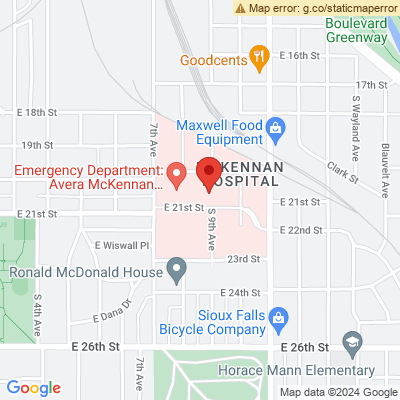 Map error: g.co/staticmaperror
Boulevard
Greenway
E 16th St
Goodcents
17th St
E 18th St
S Wayland Ave
Maxwell Food
Equipment
7th Ave
19th St
Blauvelt Ave
Clark St
Emergency Department:
Avera McKennan...
KENNAN
OSPITAL
E 21st St
E 21st St
E 21st St
S 9th Ave
E 22nd St
E Wiswall Pl
23rd St
Ronald McDonald House
E 24th St
S 4th Ave
E Dana Dr
Sioux Falls
Bicycle Company
E 26th St
E 26th St
7th Ave
Horace Mann Elementary
Google
Map data ©2024 Google